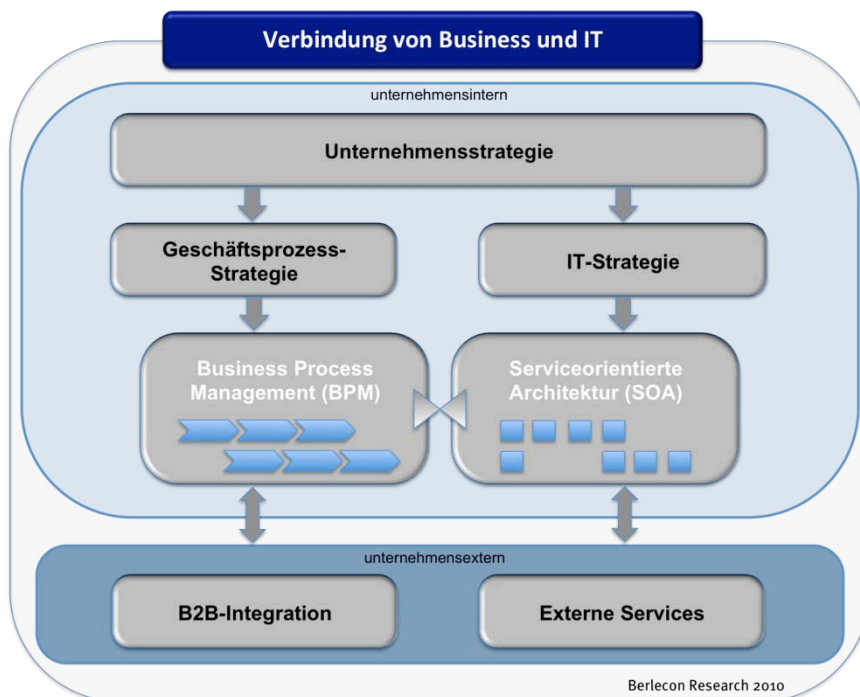 Verbindung von Business und IT
unternehmensintern
Unternehmensstrategie
Geschäftsprozess-
Strategie
IT-Strategie
Business Process
Management (BPM)
Serviceorientierte
Architektur (SOA)
unternehmensextern
B2B-Integration
Externe Services
Berlecon Research 2010